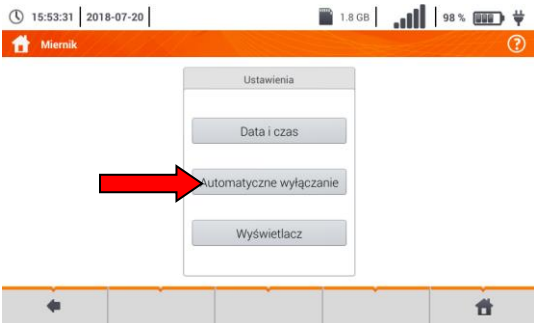 15:53:31 2018-07-20 1.8 GB 98 %
Miernik ?
Ustawienia
Data i czas
Automatyczne wyłączanie
Wyświetlacz